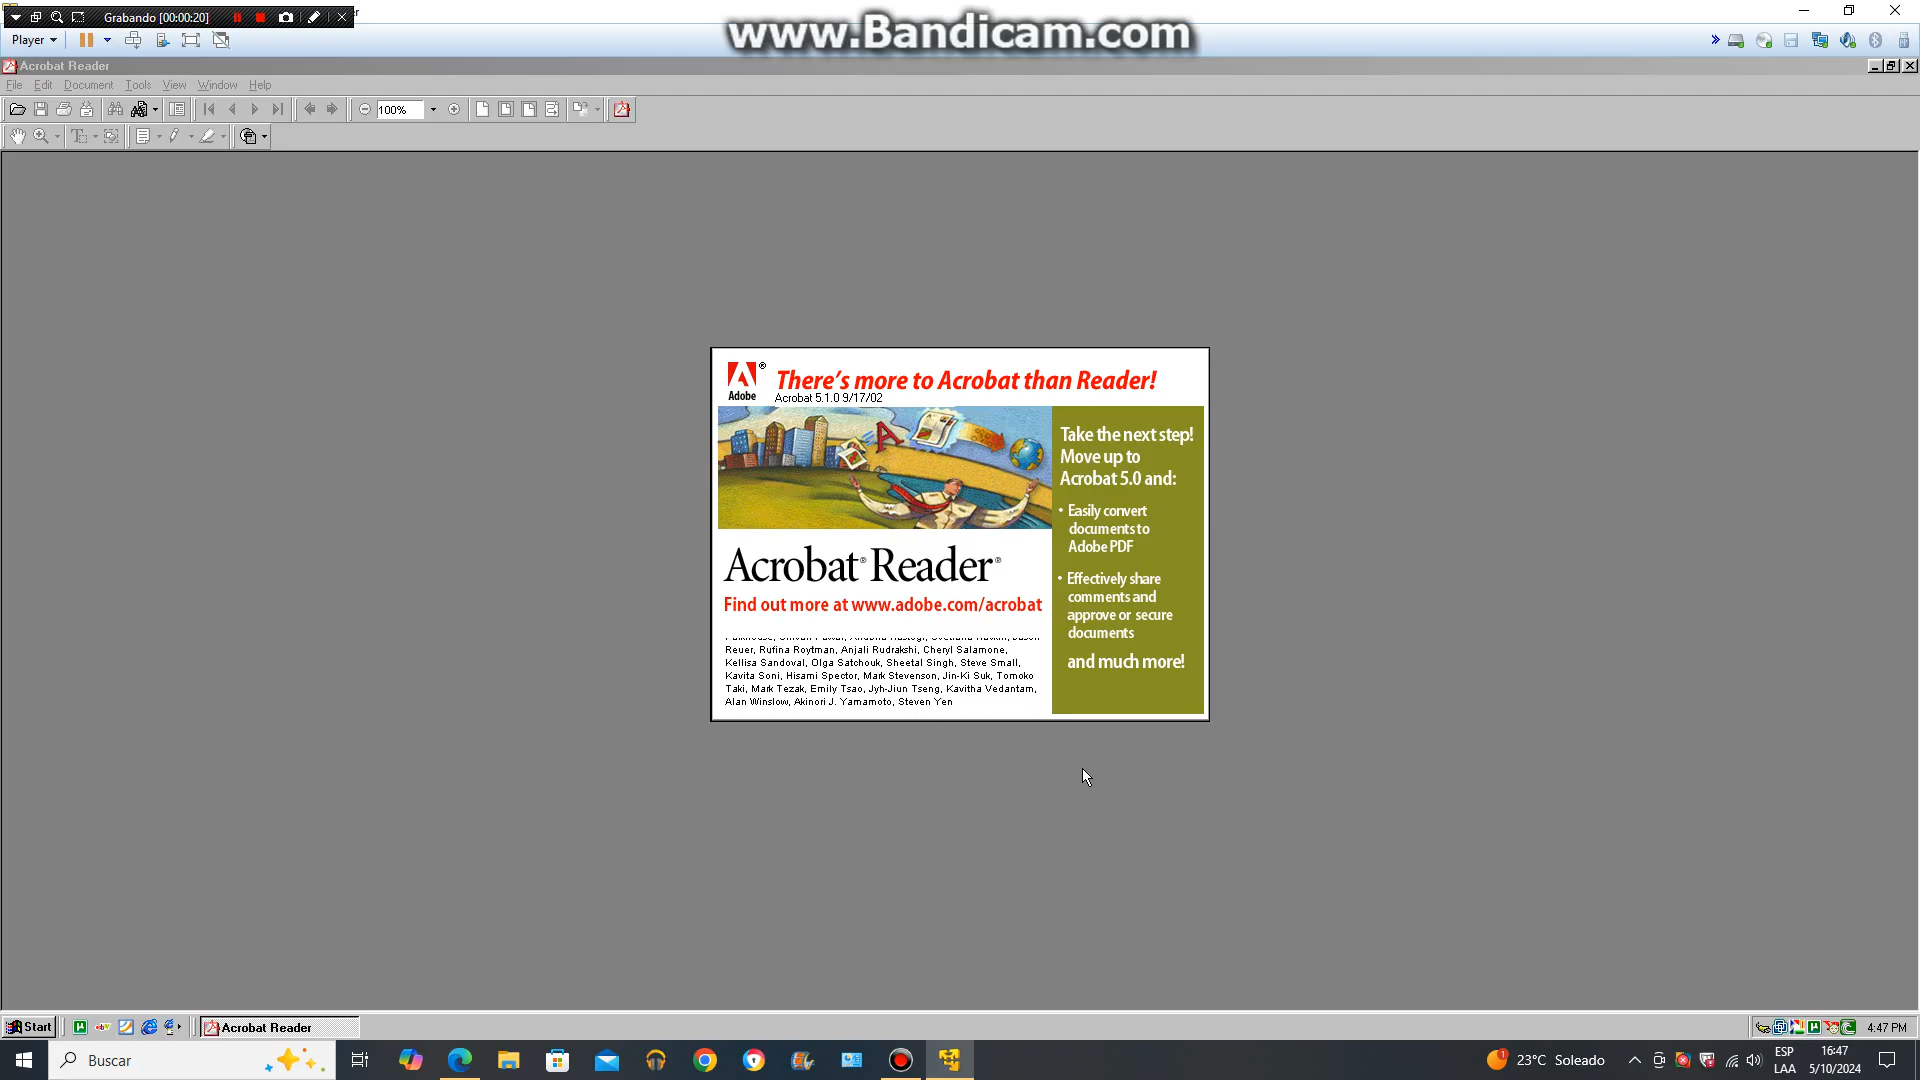 Grabando [00:00:20]
www.Bandicam.com
Player
Acrobat Reader
File Edit Document Tools View Window Help
100%
Adobe
®
There's more to Acrobat than Reader!
Acrobat 5.1.0 9/17/02
Take the next step!
Move up to
Acrobat 5.0 and:
• Easily convert
documents to
Adobe PDF
• Effectively share
comments and
approve or secure
documents
and much more!
Acrobat® Reader®
Find out more at www.adobe.com/acrobat
Reuer, Rufina Roytman, Anjali Rudrakshi, Cheryl Salamone,
Kellisa Sandoval, Olga Satchouk, Sheetal Singh, Steve Small,
Kavita Soni, Hisami Spector, Mark Stevenson, Jin-Ki Suk, Tomoko
Taki, Mark Tezak, Emily Tsao, Jyh-Jiun Tseng, Kavitha Vedantam,
Alan Winslow, Akinori J. Yamamoto, Steven Yen
Start
Acrobat Reader
4:47 PM
Buscar
23°C Soleado
ESP
LAA
16:47
5/10/2024